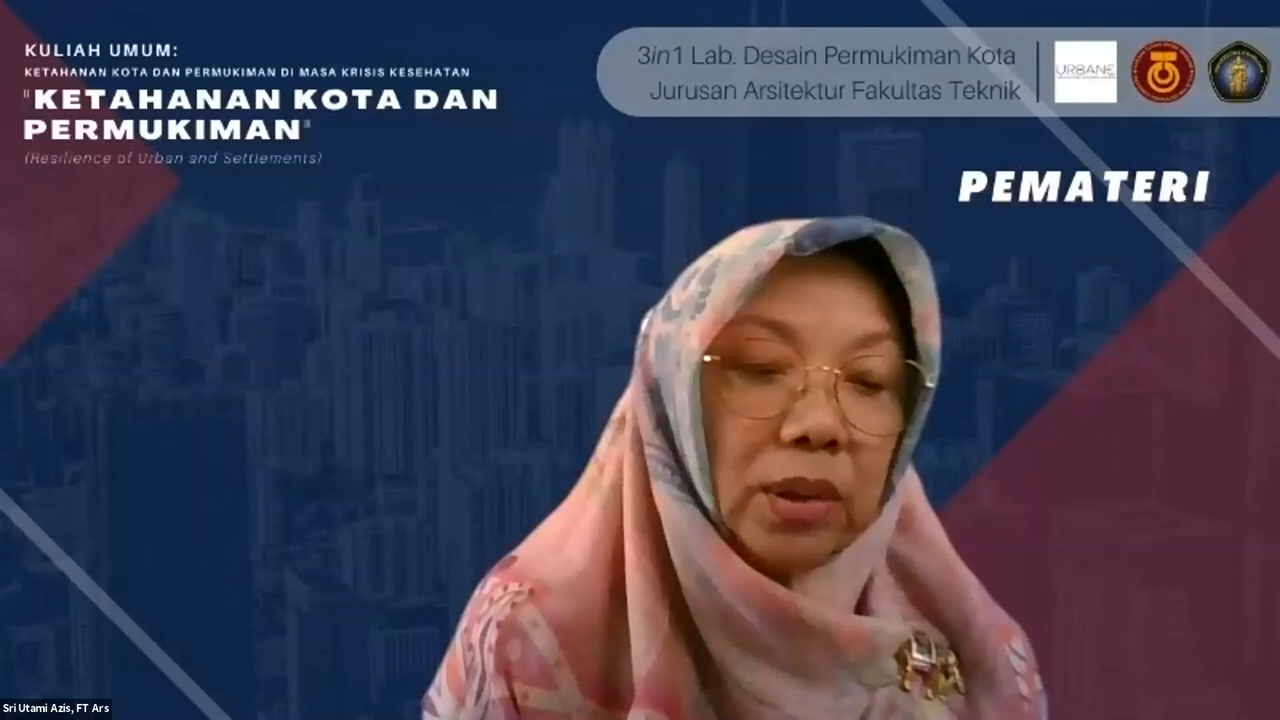 KULIAH UMUM:
KETAHANAN KOTA DAN PERMUKIMAN DI MASA KRISIS KESEHATAN
"KETAHANAN KOTA DAN
PERMUKIMAN"
(Resilience of Urban and Settlements)
3in1 Lab. Desain Permukiman Kota
Jurusan Arsitektur Fakultas Teknik
URBANE
PEMATERI
Sri Utami Azis, FT Ars